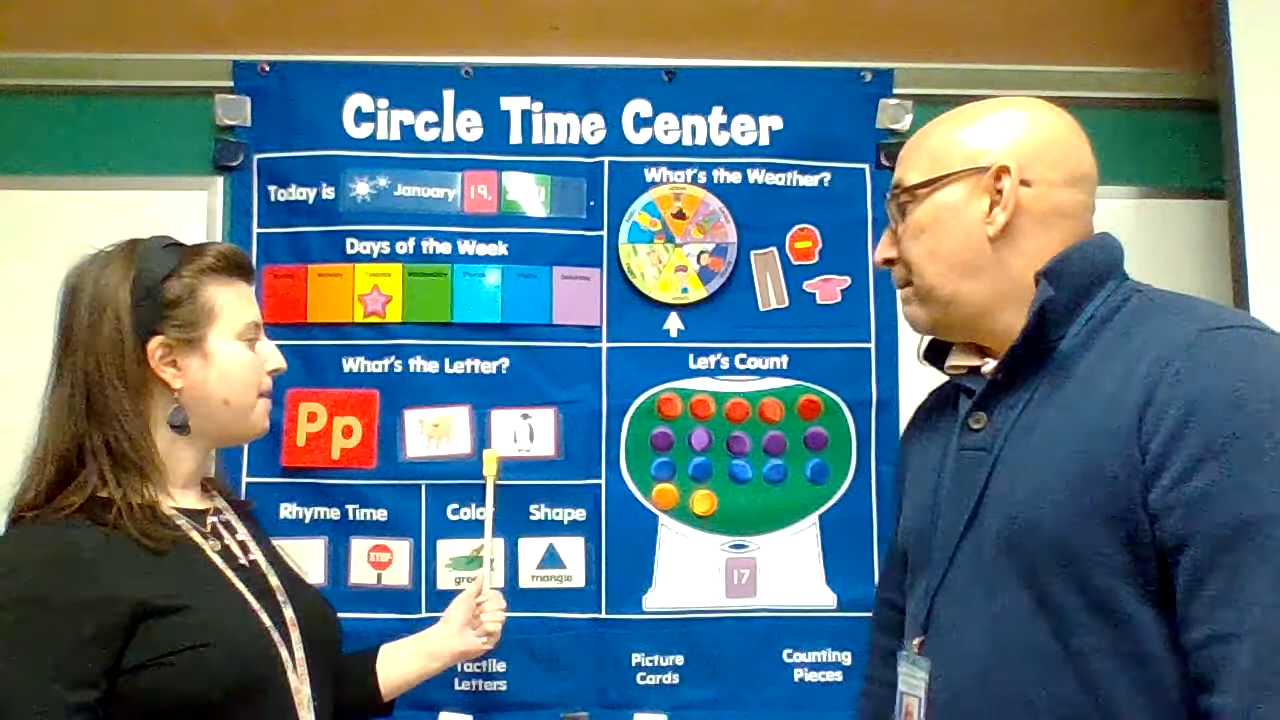 Circle Time Center
Today is January 19,
What's the Weather?
Days of the Week
What's the Letter?
Let's Count
Pp
Rhyme Time
Color
Shape
STOP
triangle
17
Tactile
Letters
Picture
Cards
Counting
Pieces